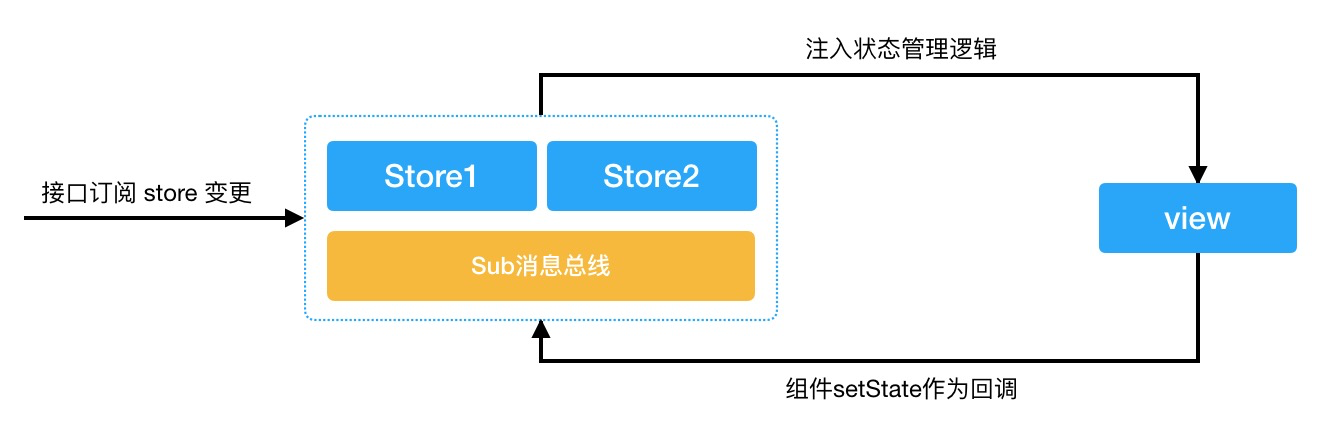 注入状态管理逻辑
接口订阅 store 变更
Store1
Store2
view
Sub消息总线
组件setState作为回调